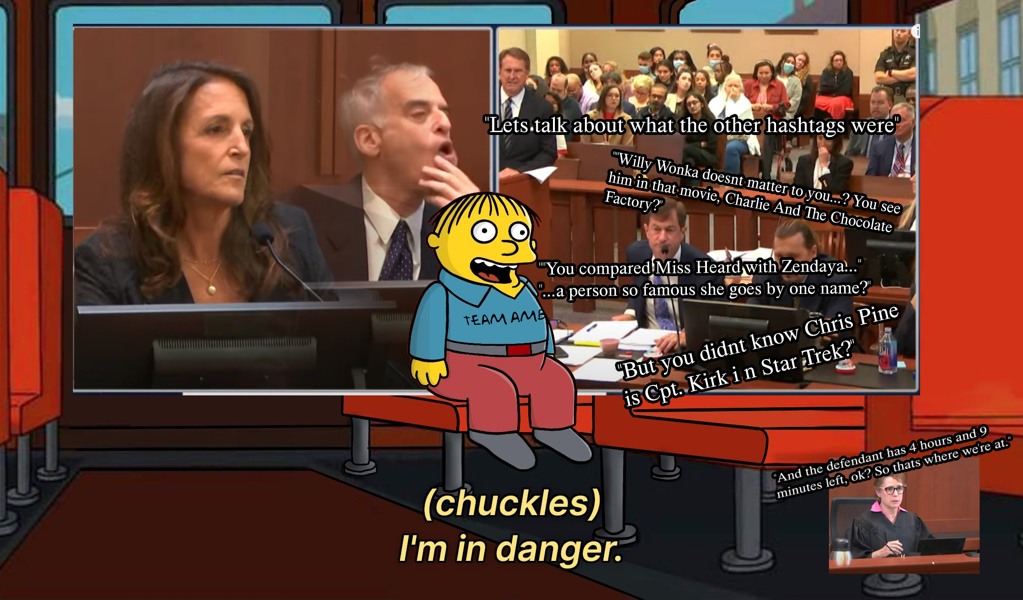 "Lets talk about what the other hashtags were"
"Willy Wonka doesnt matter to you...? You see
him in that movie, Charlie And The Chocolate
Factory?"
"You compared Miss Heard with Zendaya..."
"...a person so famous she goes by one name?"
TEAM AMB
"But you didnt know Chris Pine
is Cpt. Kirk i n Star Trek?"
"And the defendant has 4 hours and 9
minutes left, ok? So thats where we're at."
(chuckles)
I'm in danger.